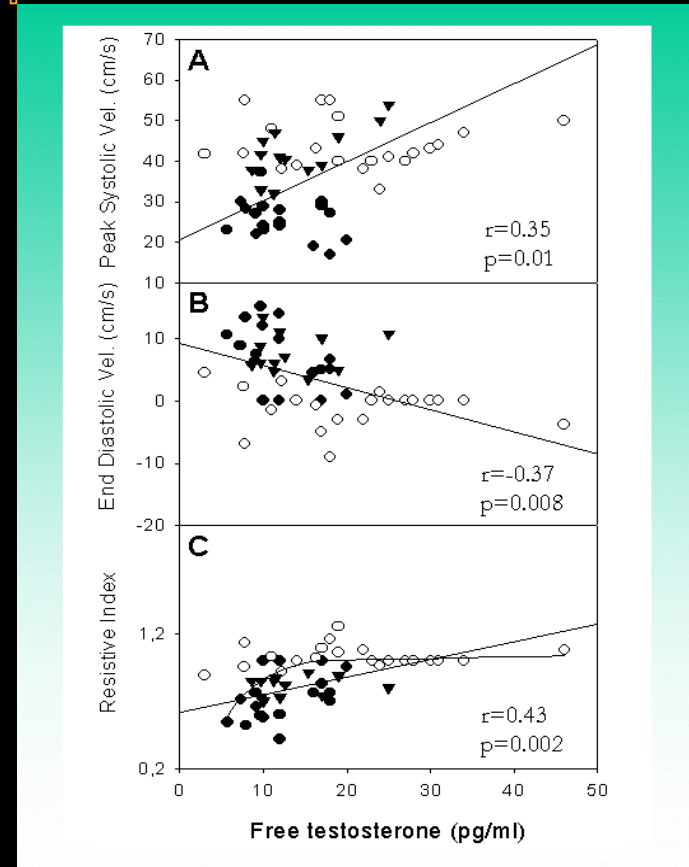 A
Peak Systolic Vel. (cm/s)
70
60
50
40
30
20
10
r=0.35
p=0.01
B
End Diastolic Vel. (cm/s)
10
0
-10
-20
r=-0.37
p=0.008
C
Resistive Index
1,2
0,2
r=0.43
p=0.002
0 10 20 30 40 50
Free testosterone (pg/ml)